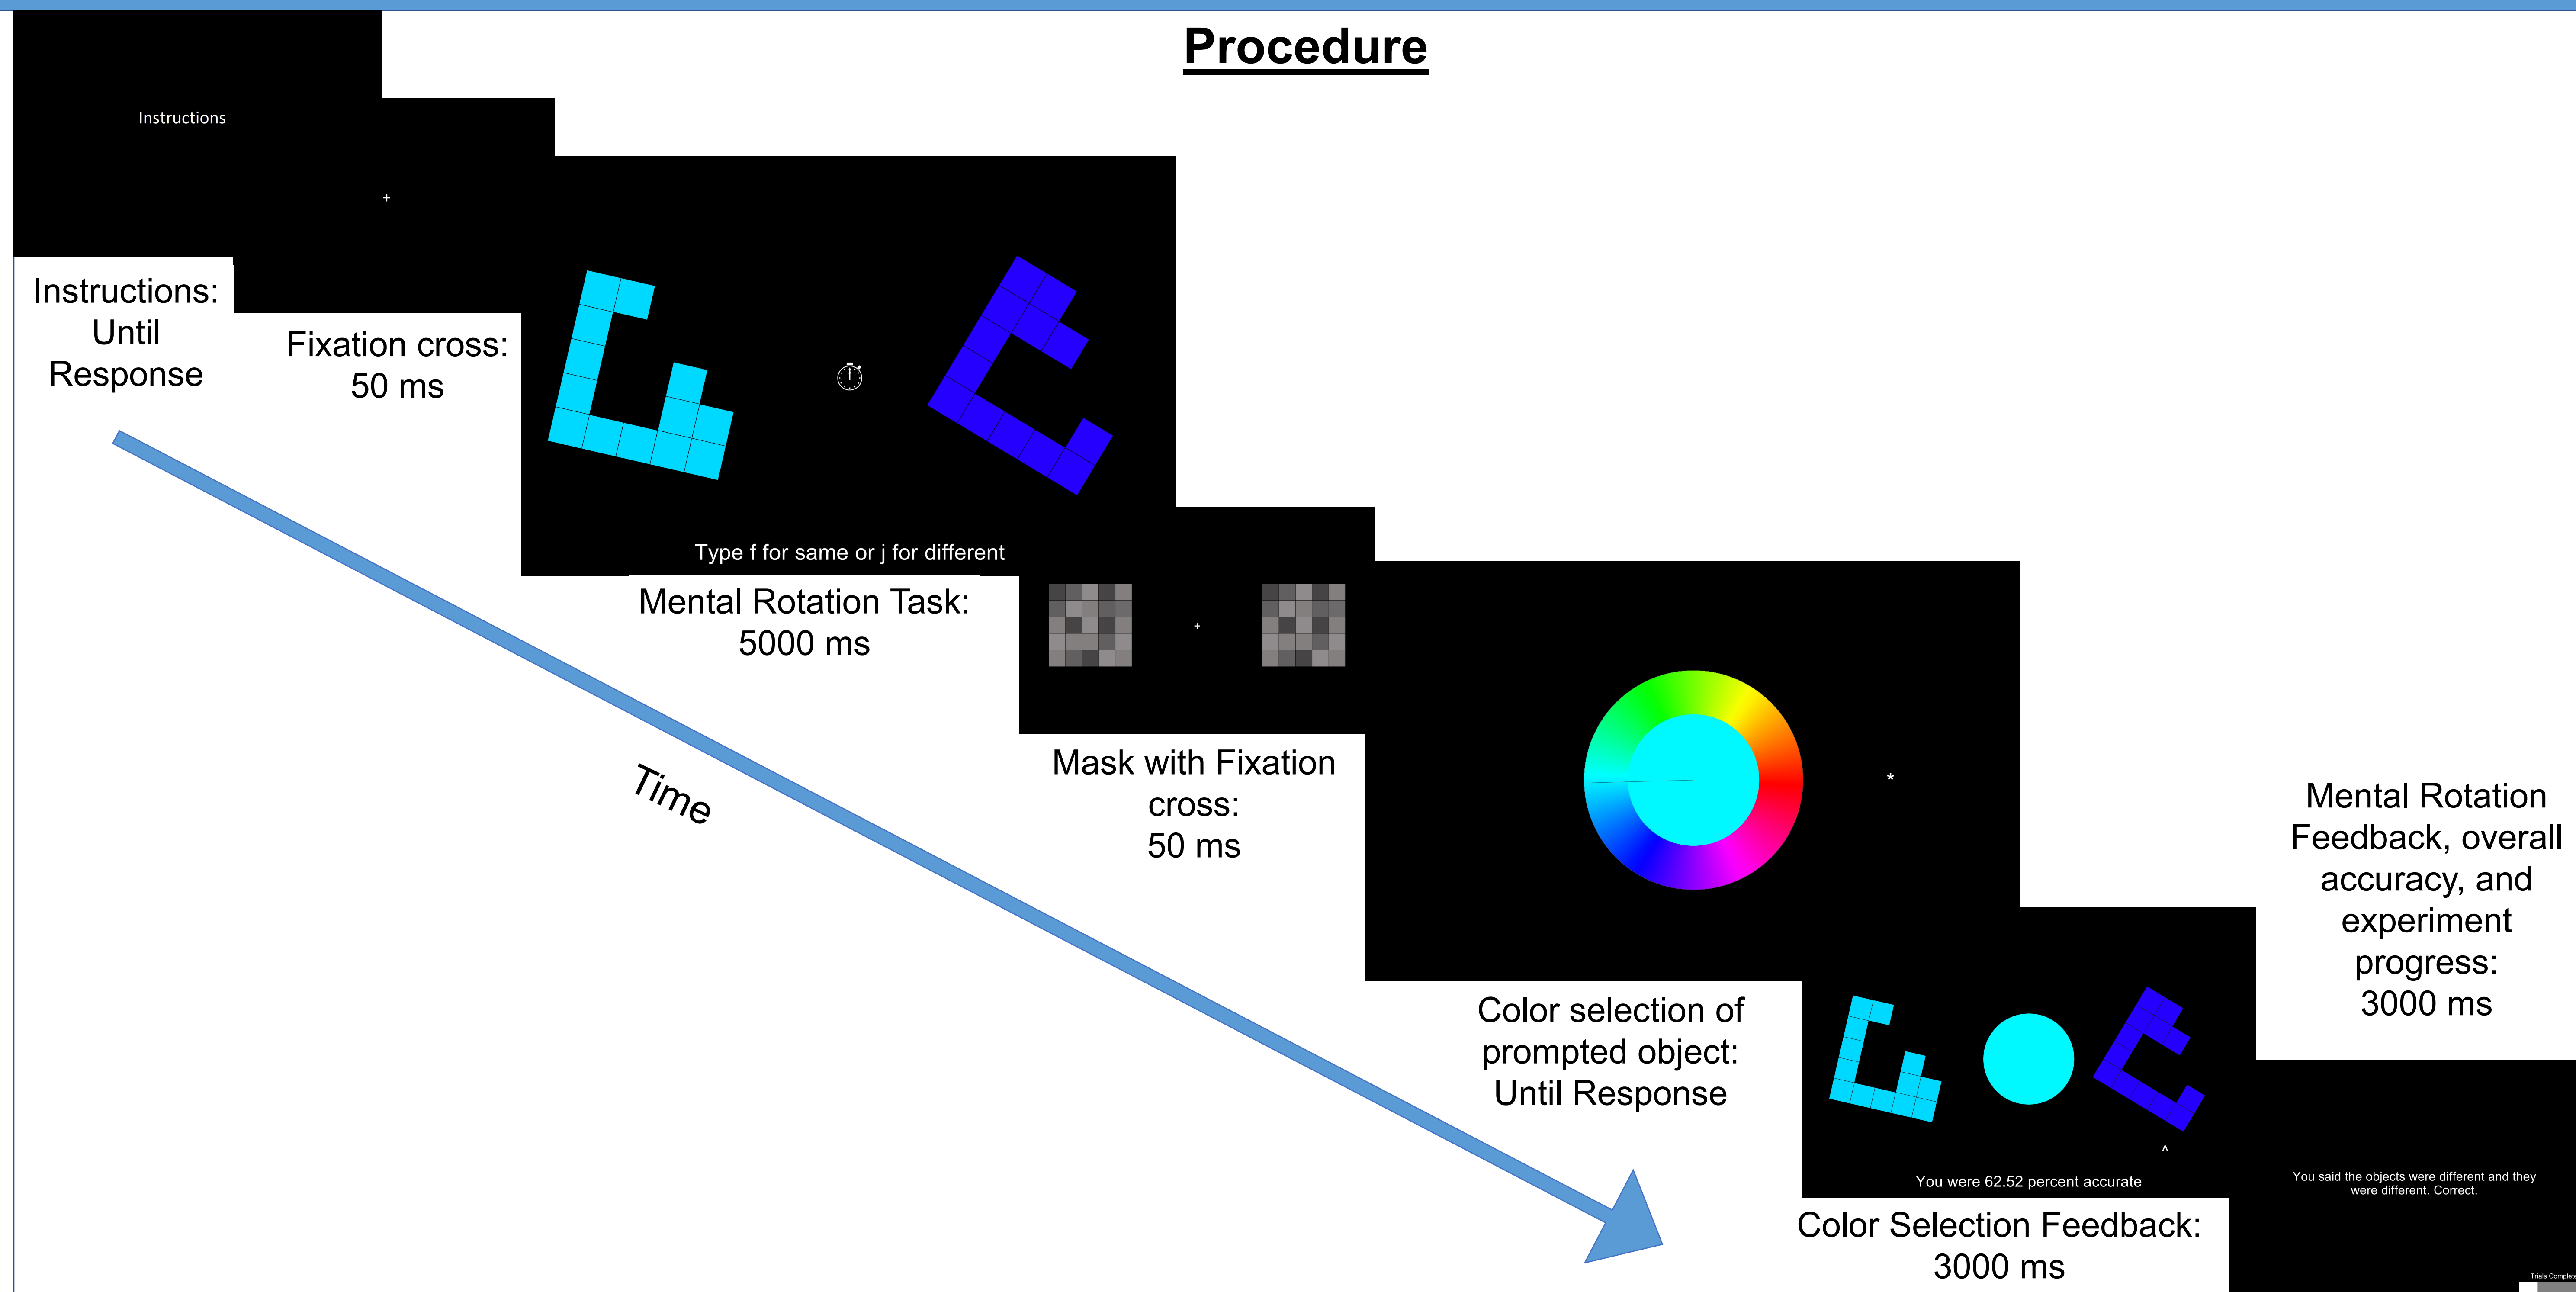 Procedure
Instructions
Instructions:
Until
Response
+
Fixation cross:
50 ms
Type f for same or j for different
Mental Rotation Task:
5000 ms
+
Mask with Fixation
cross:
50 ms
Time
*
Color selection of
prompted object:
Until Response
^
You were 62.52 percent accurate
Color Selection Feedback:
3000 ms
Mental Rotation
Feedback, overall
accuracy, and
experiment
progress:
3000 ms
You said the objects were different and they
were different. Correct.
Trials Complete